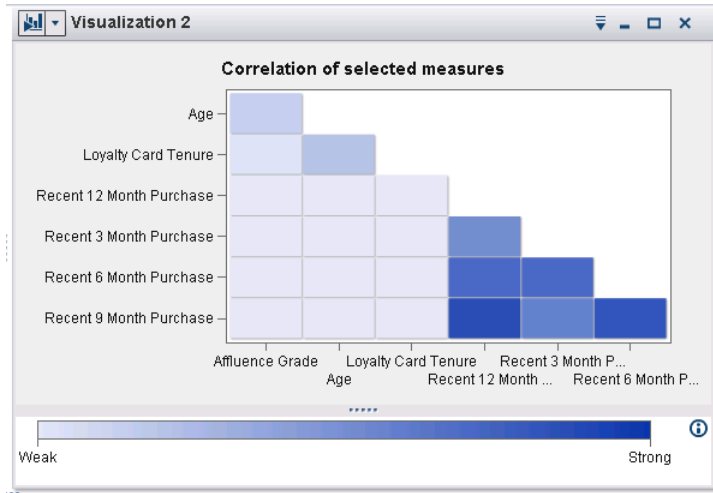 Visualization 2
Correlation of selected measures
Age
Loyalty Card Tenure
Recent 12 Month Purchase
Recent 3 Month Purchase
Recent 6 Month Purchase
Recent 9 Month Purchase
Affluence Grade Loyalty Card Tenure Recent 3 Month P...
Age Recent 12 Month ... Recent 6 Month P...
Weak Strong